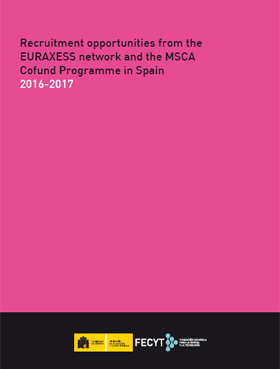 Recruitment opportunities from the
EURAXESS network and the MSCA
Cofund Programme in Spain
2016-2017
FECYT